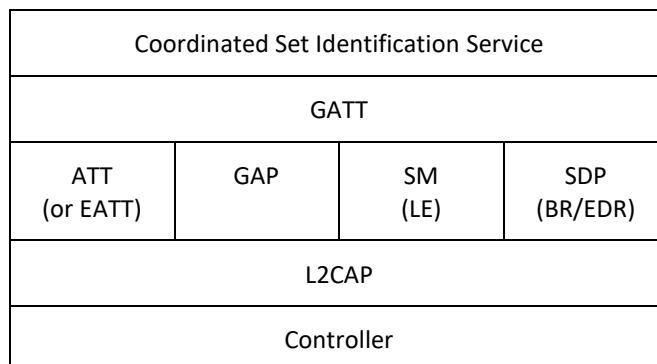 Coordinated Set Identification Service
GATT
ATT
(or EATT)
GAP
SM
(LE)
SDP
(BR/EDR)
L2CAP
Controller